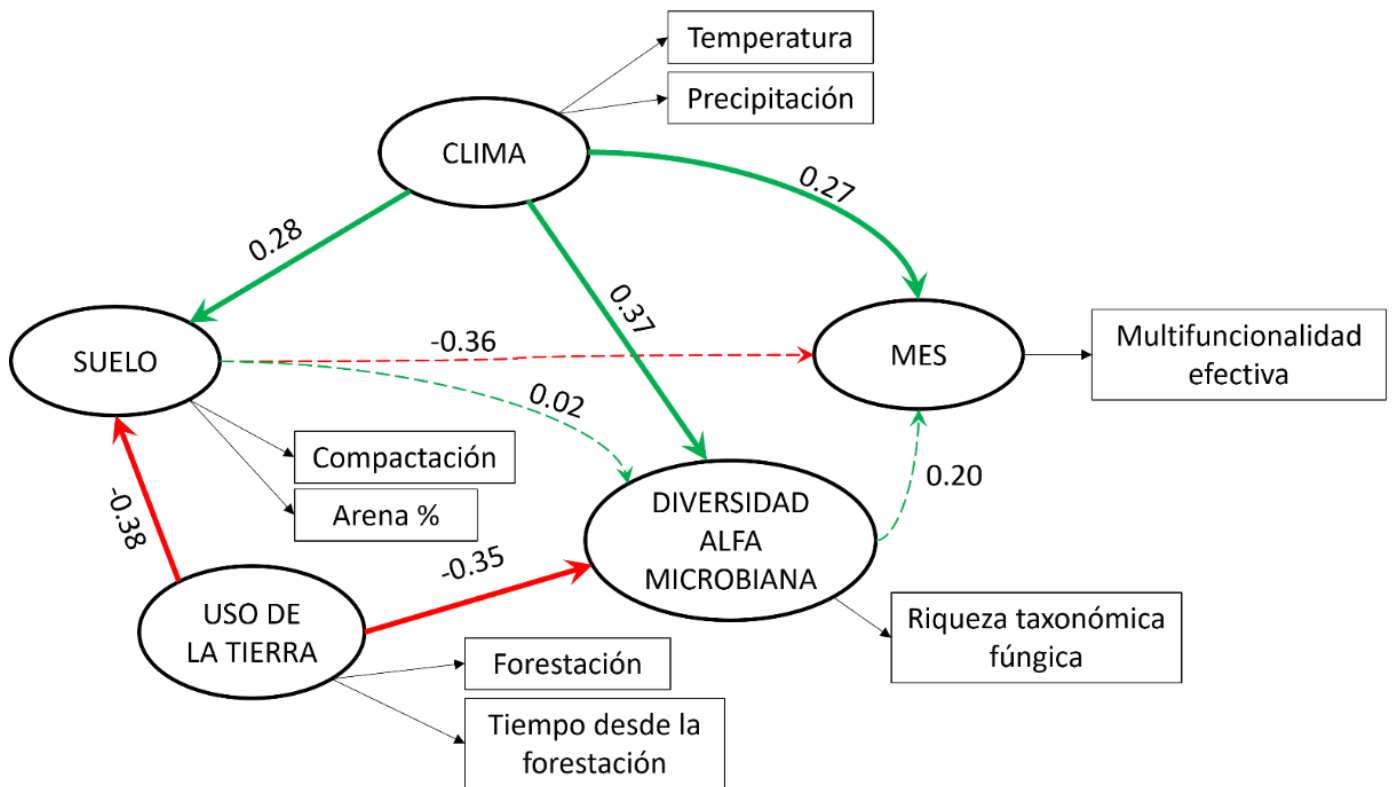 Temperatura
Precipitación
CLIMA
0.27
0.28
0.37
SUELO
-0.36
MES
Multifuncionalidad
efectiva
0.02
Compactación
Arena %
-0.38
DIVERSIDAD
ALFA
MICROBIANA
0.20
-0.35
USO DE
LA TIERRA
Riqueza taxonómica
fúngica
Forestación
Tiempo desde la
forestación